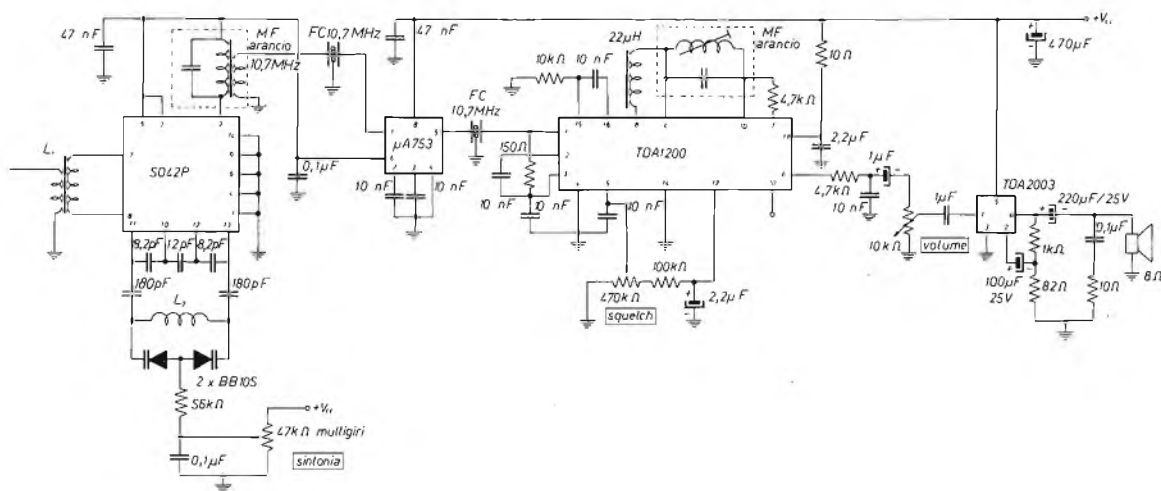 +Vcc
47 nF
MF
arancio
10,7MHz
FC10,7MHz
47 nF
22µH
MF
arancio
10Ω
470µF
10kΩ
10 nF
4,7kΩ
FC
10,7MHz
SO42P
µA753
TDA1200
2,2µF
150Ω
0,1µF
10 nF
10 nF
10 nF
10 nF
10 nF
L1
8,2pF
12pF
8,2pF
180pF
180pF
L2
2 x BB105
56kΩ
+Vcc
47kΩ multigiri
0,1µF
sintonia
470kΩ
100kΩ
squelch
2,2µF
4,7kΩ
1µF
10 nF
10kΩ
volume
1µF
TDA2003
220µF/25V
1kΩ
0,1µF
100µF
25V
82Ω
10Ω
8Ω